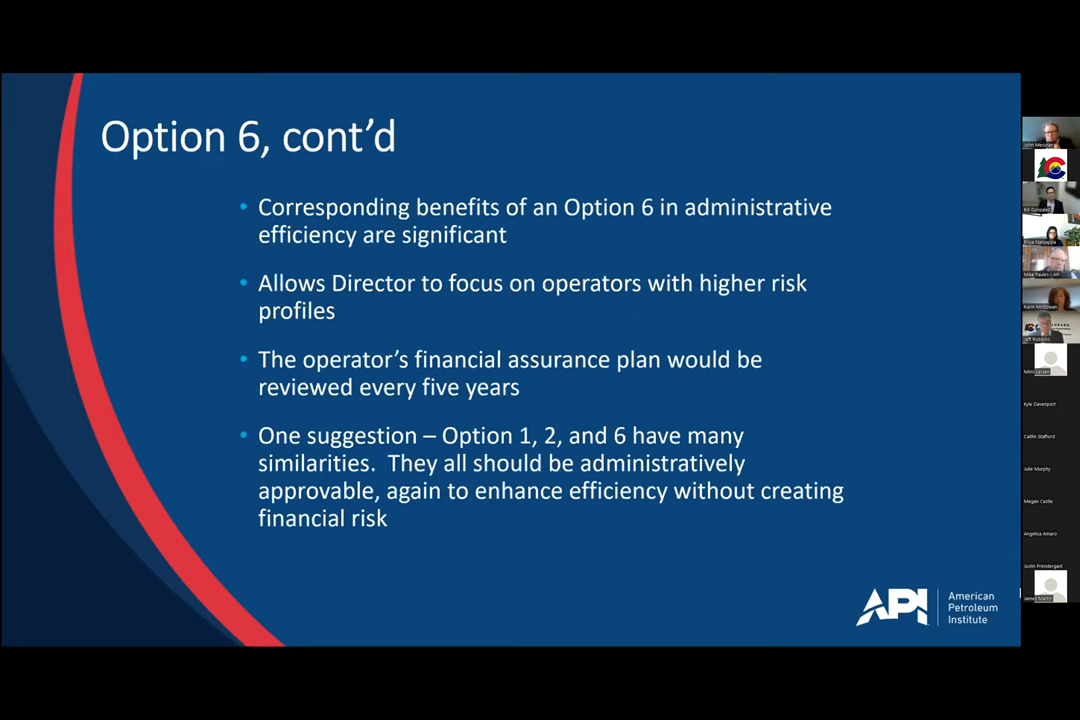 Option 6, cont’d
• Corresponding benefits of an Option 6 in administrative
efficiency are significant
• Allows Director to focus on operators with higher risk
profiles
• The operator’s financial assurance plan would be
reviewed every five years
• One suggestion – Option 1, 2, and 6 have many
similarities.  They all should be administratively
approvable, again to enhance efficiency without creating
financial risk
API
American
Petroleum
Institute
John Messner
Bill Gonzalez
Priya Nanjappa
Mike Paules - API
Karin McGowan
Jeff Robbins
Mimi Larsen
Kyle Davenport
Caitlin Stafford
Julie Murphy
Megan Castle
Angelica Amaro
Justin Prendergast
James Martin